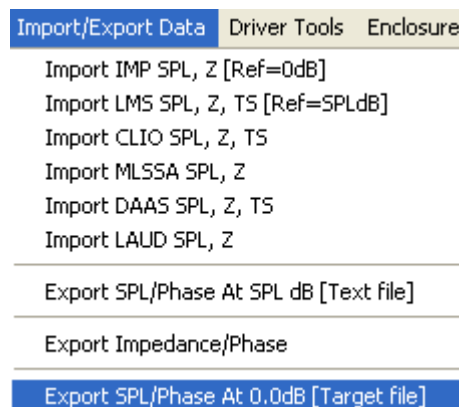 Import/Export Data Driver Tools Enclosure
Import IMP SPL, Z [Ref=0dB]
Import LMS SPL, Z, TS [Ref=SPLdB]
Import CLIO SPL, Z, TS
Import MLSSA SPL, Z
Import DAAS SPL, Z, TS
Import LAUD SPL, Z
Export SPL/Phase At SPL dB [Text file]
Export Impedance/Phase
Export SPL/Phase At 0.0dB [Target file]